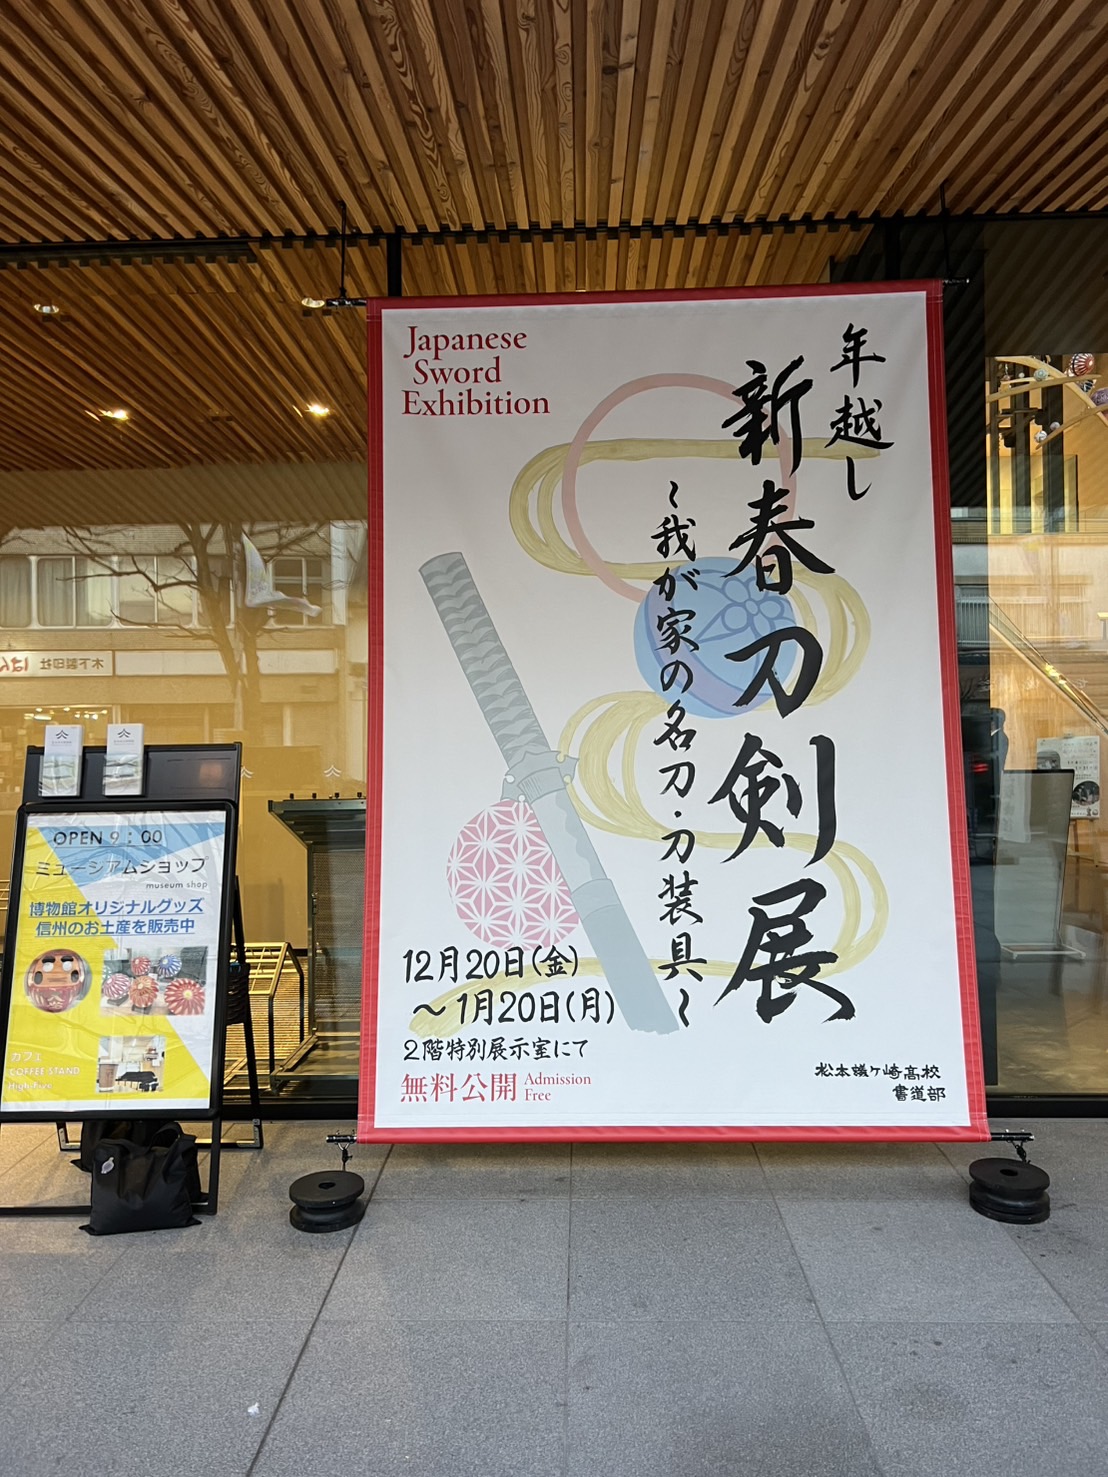 Japanese
Sword
Exhibition
年越し
新春刀剣展
~我が家の名刀・刀装具~
12月20日(金)
~1月20日(月)
2階特別展示室にて
無料公開
Admission
Free
松本蟻ヶ崎高校
書道部
OPEN 9:00
ミュージアムショップ
museum shop
博物館オリジナルグッズ
信州のお土産を販売中
カフェ
COFFEE STAND